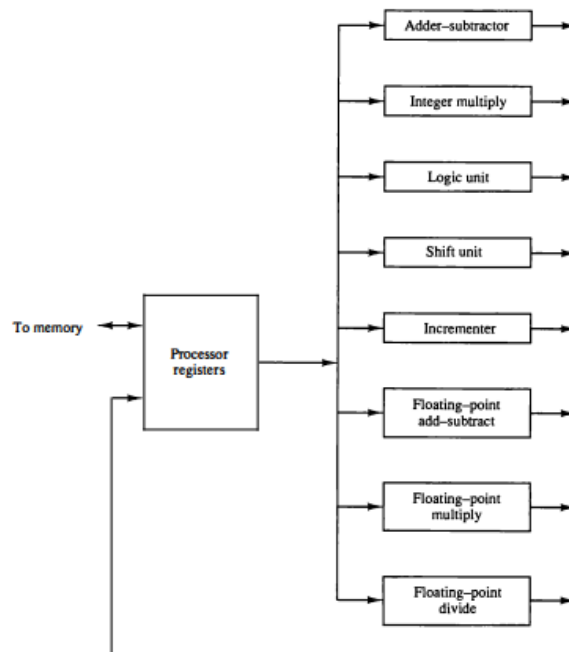 Adder–subtractor
Integer multiply
Logic unit
Shift unit
To memory
Processor
registers
Incrementer
Floating–point
add–subtract
Floating–point
multiply
Floating–point
divide